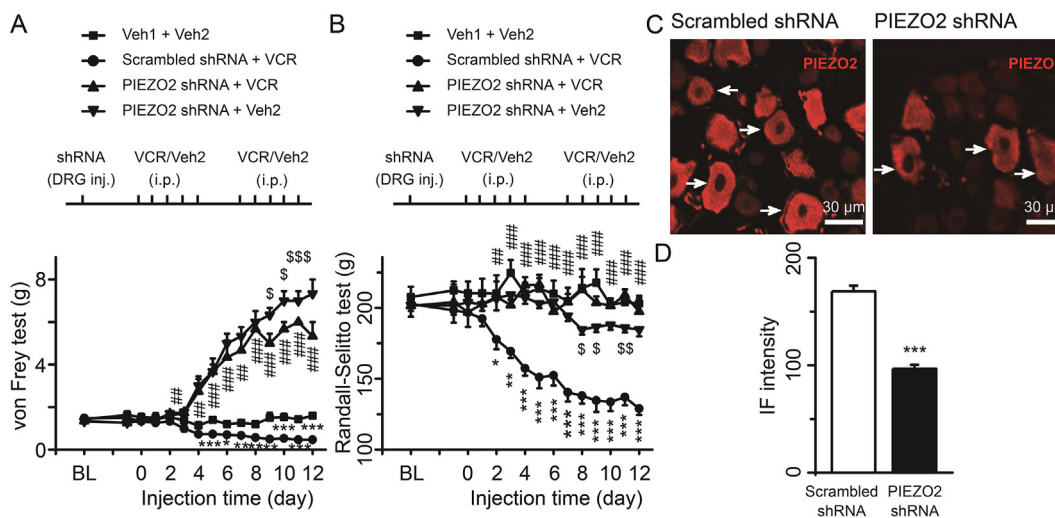 A
Veh1 + Veh2
Scrambled shRNA + VCR
PIEZO2 shRNA + VCR
PIEZO2 shRNA + Veh2
shRNA VCR/Veh2 VCR/Veh2
(DRG inj.) (i.p.) (i.p.)
von Frey test (g)
8
4
0
$ $ $$$
## ### ###
*** ***
BL 0 2 4 6 8 10 12
Injection time (day)
B
Veh1 + Veh2
Scrambled shRNA + VCR
PIEZO2 shRNA + VCR
PIEZO2 shRNA + Veh2
shRNA VCR/Veh2 VCR/Veh2
(DRG inj.) (i.p.) (i.p.)
Randall-Selitto test (g)
200
150
100
## ### ###
$ $ $$
* *** ****
BL 0 2 4 6 8 10 12
Injection time (day)
C
Scrambled shRNA PIEZO2 shRNA
PIEZO2 PIEZO
30 μm 30 μm
D
IF intensity
200
100
0
***
Scrambled PIEZO2
shRNA shRNA